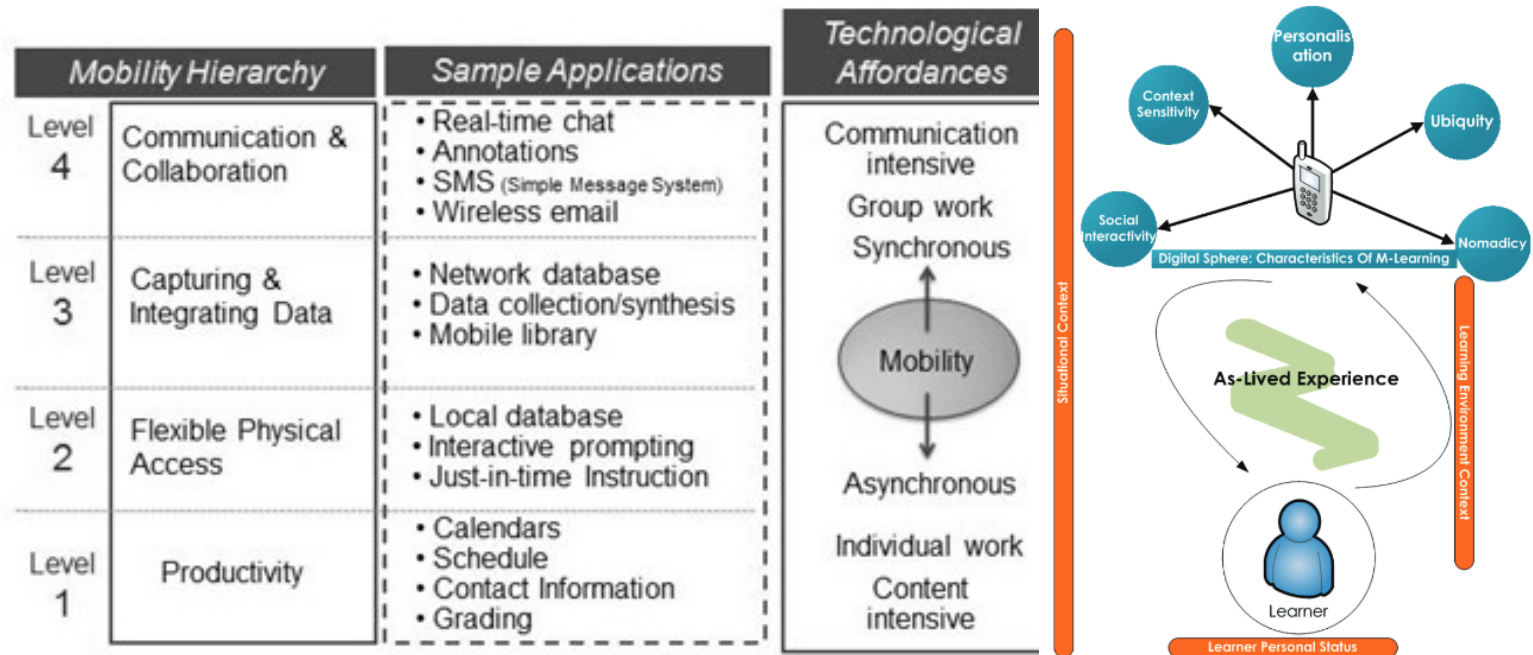 Mobility Hierarchy
Sample Applications
Technological
Affordances
Level
4
Communication &
Collaboration
• Real-time chat
• Annotations
• SMS (Simple Message System)
• Wireless email
Communication
intensive
Group work
Synchronous
Level
3
Capturing &
Integrating Data
• Network database
• Data collection/synthesis
• Mobile library
Mobility
Level
2
Flexible Physical
Access
• Local database
• Interactive prompting
• Just-in-time Instruction
Asynchronous
Level
1
Productivity
• Calendars
• Schedule
• Contact Information
• Grading
Individual work
Content
intensive
Personalis
ation
Context
Sensitivity
Ubiquity
Social
Interactivity
Nomadicy
Digital Sphere: Characteristics Of M-Learning
Situational Context
Learning Environment Context
As-Lived Experience
Learner
Learner Personal Status